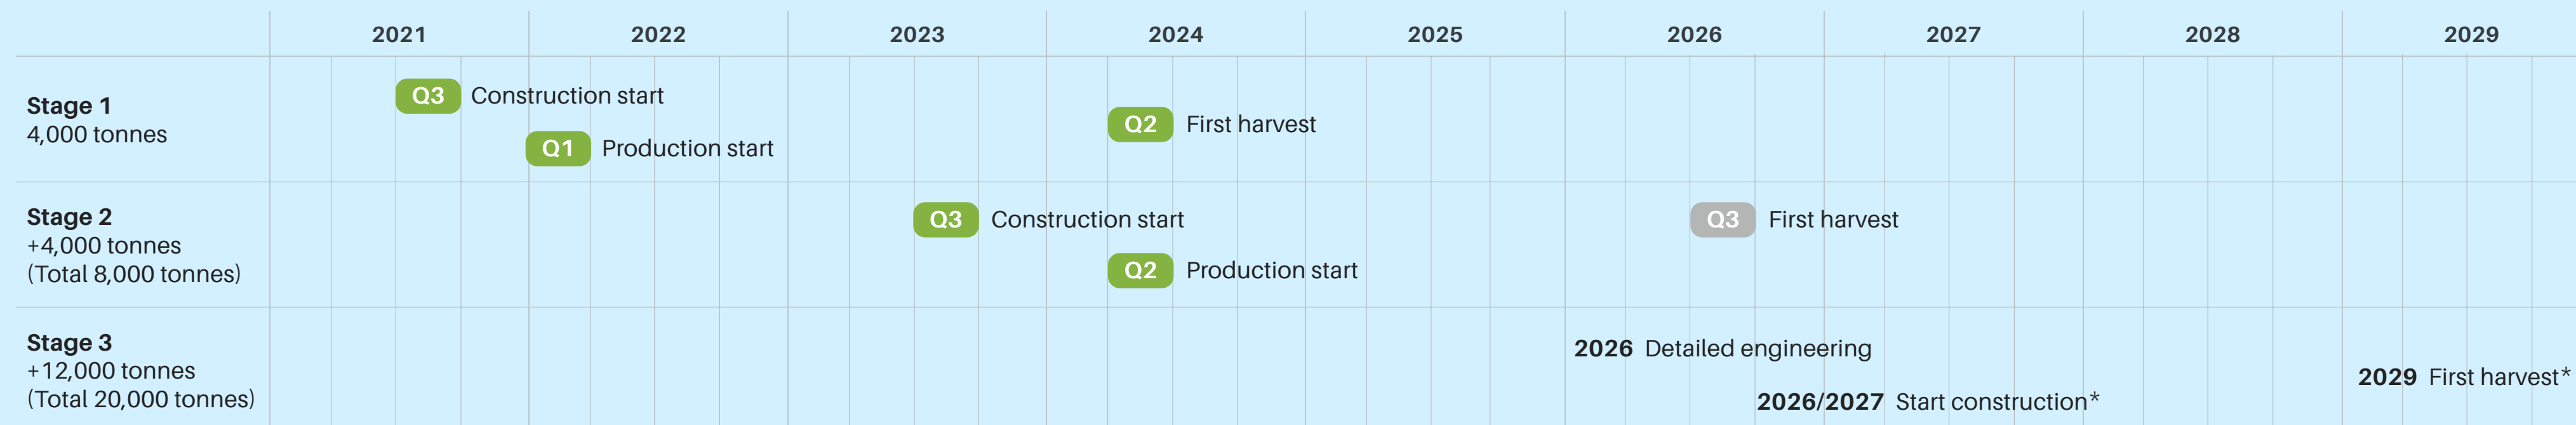 2021 2022 2023 2024 2025 2026 2027 2028 2029
Stage 1
4,000 tonnes
Q3 Construction start
Q1 Production start
Q2 First harvest
Stage 2
+4,000 tonnes
(Total 8,000 tonnes)
Q3 Construction start
Q2 Production start
Q3 First harvest
Stage 3
+12,000 tonnes
(Total 20,000 tonnes)
2026 Detailed engineering
2026/2027 Start construction*
2029 First harvest*